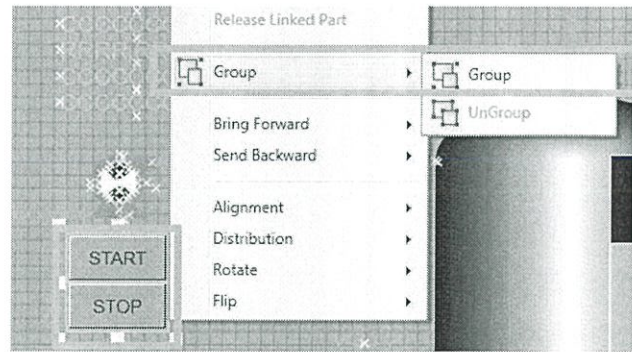 Release Linked Part
Group
Group
UnGroup
Bring Forward
Send Backward
Alignment
Distribution
Rotate
Flip
START
STOP